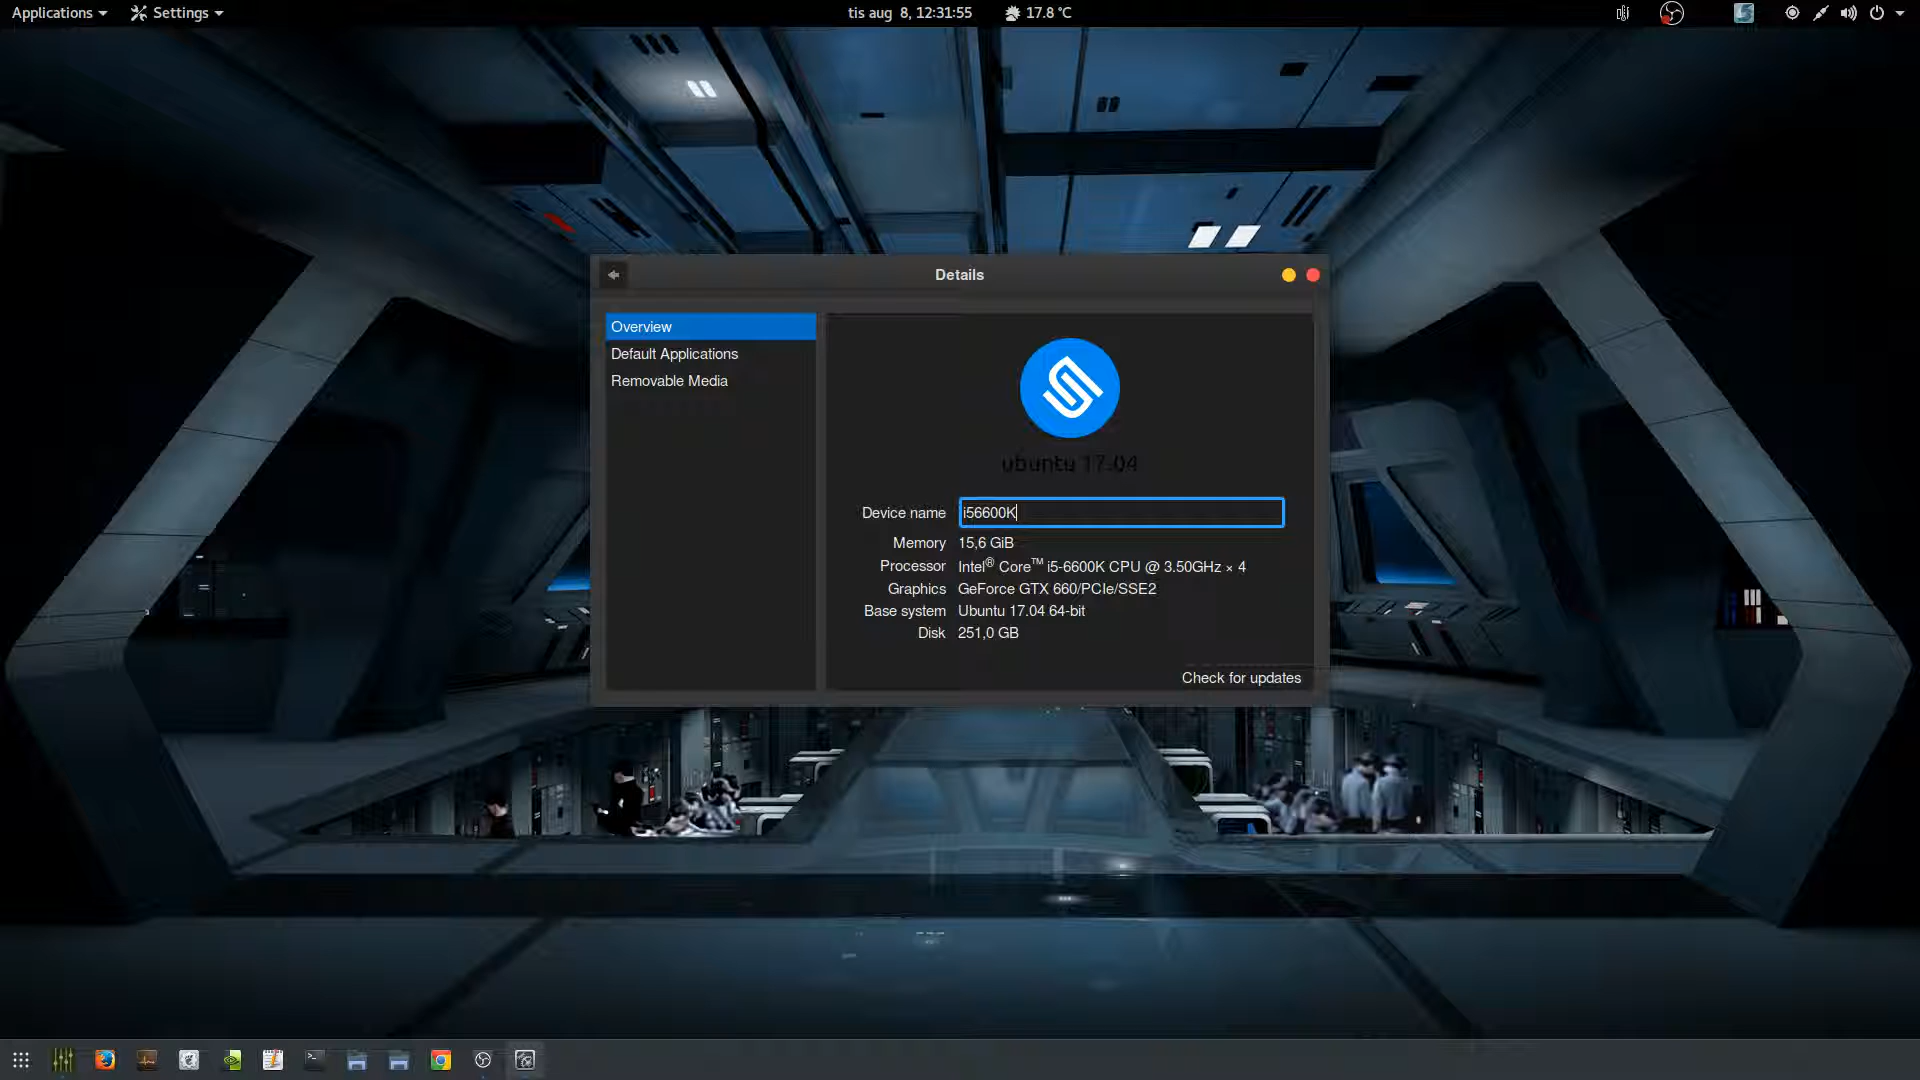 Applications Settings tis aug 8, 12:31:55 17.8 °C
Details
Overview
Default Applications
Removable Media
ubuntu 17.04
Device name i56600K
Memory 15,6 GiB
Processor Intel® Core™ i5-6600K CPU @ 3.50GHz × 4
Graphics GeForce GTX 660/PCIe/SSE2
Base system Ubuntu 17.04 64-bit
Disk 251,0 GB
Check for updates